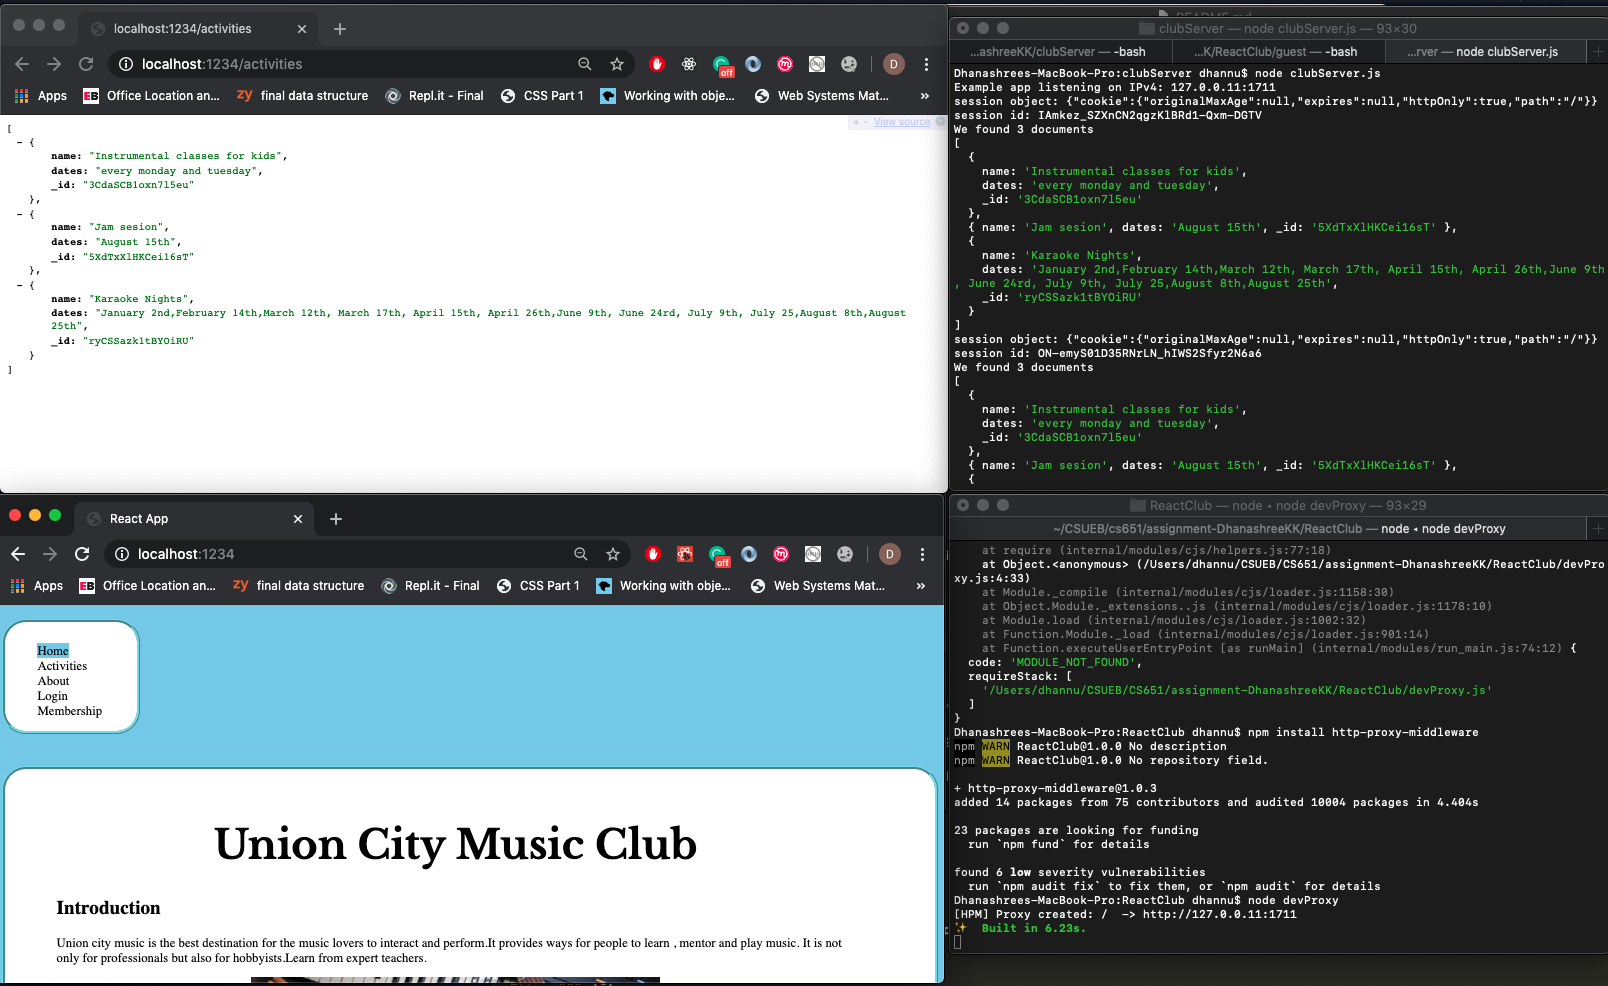 localhost:1234/activities
localhost:1234/activities
off
D
Apps
EB Office Location an...
zy final data structure
Repl.it - Final
CSS Part 1
Working with obje...
Web Systems Mat...
»
+ - View source
[
- {
name: "Instrumental classes for kids",
dates: "every monday and tuesday",
_id: "3CdaSCB1oxn7l5eu"
},
- {
name: "Jam sesion",
dates: "August 15th",
_id: "5XdTxXlHKCei16sT"
},
- {
name: "Karaoke Nights",
dates: "January 2nd,February 14th,March 12th, March 17th, April 15th, April 26th,June 9th, June 24rd, July 9th, July 25,August 8th,August
25th",
_id: "ryCSSazk1tBYOiRU"
}
]
README.md
clubServer — node clubServer.js — 93×30
...ashreeKK/clubServer — -bash
...K/ReactClub/guest — -bash
...rver — node clubServer.js
Dhanashrees-MacBook-Pro:clubServer dhannu$ node clubServer.js
Example app listening on IPv4: 127.0.0.11:1711
session object: {"cookie":{"originalMaxAge":null,"expires":null,"httpOnly":true,"path":"/"}}
session id: IAmkez_SZXnCN2qgzKlBRd1-Qxm-DGTV
We found 3 documents
[
{
name: 'Instrumental classes for kids',
dates: 'every monday and tuesday',
_id: '3CdaSCB1oxn7l5eu'
},
{ name: 'Jam sesion', dates: 'August 15th', _id: '5XdTxXlHKCei16sT' },
{
name: 'Karaoke Nights',
dates: 'January 2nd,February 14th,March 12th, March 17th, April 15th, April 26th,June 9th
, June 24rd, July 9th, July 25,August 8th,August 25th',
_id: 'ryCSSazk1tBYOiRU'
}
]
session object: {"cookie":{"originalMaxAge":null,"expires":null,"httpOnly":true,"path":"/"}}
session id: ON-emyS01D35RNrLN_hIWS2Sfyx2N6a6
We found 3 documents
[
{
name: 'Instrumental classes for kids',
dates: 'every monday and tuesday',
_id: '3CdaSCB1oxn7l5eu'
},
{ name: 'Jam sesion', dates: 'August 15th', _id: '5XdTxXlHKCei16sT' },
{
React App
localhost:1234
off
D
Apps
EB Office Location an...
zy final data structure
Repl.it - Final
CSS Part 1
Working with obje...
Web Systems Mat...
»
Home
Activities
About
Login
Membership
Union City Music Club
Introduction
Union city music is the best destination for the music lovers to interact and perform.It provides ways for people to learn , mentor and play music. It is not
only for professionals but also for hobbyists.Learn from expert teachers.
ReactClub — node ◂ node devProxy — 93×29
~/CSUEB/cs651/assignment-DhanashreeKK/ReactClub — node ◂ node devProxy
at require (internal/modules/cjs/helpers.js:77:18)
at Object.<anonymous> (/Users/dhannu/CSUEB/CS651/assignment-DhanashreeKK/ReactClub/devPro
xy.js:4:33)
at Module._compile (internal/modules/cjs/loader.js:1158:30)
at Object.Module._extensions..js (internal/modules/cjs/loader.js:1178:10)
at Module.load (internal/modules/cjs/loader.js:1002:32)
at Function.Module._load (internal/modules/cjs/loader.js:901:14)
at Function.executeUserEntryPoint [as runMain] (internal/modules/run_main.js:74:12) {
code: 'MODULE_NOT_FOUND',
requireStack: [
'/Users/dhannu/CSUEB/CS651/assignment-DhanashreeKK/ReactClub/devProxy.js'
]
}
Dhanashrees-MacBook-Pro:ReactClub dhannu$ npm install http-proxy-middleware
npm WARN ReactClub@1.0.0 No description
npm WARN ReactClub@1.0.0 No repository field.
+ http-proxy-middleware@1.0.3
added 14 packages from 75 contributors and audited 10004 packages in 4.404s
23 packages are looking for funding
run `npm fund` for details
found 6 low severity vulnerabilities
run `npm audit fix` to fix them, or `npm audit` for details
Dhanashrees-MacBook-Pro:ReactClub dhannu$ node devProxy
[HPM] Proxy created: / -> http://127.0.0.11:1711
✨ Built in 6.23s.